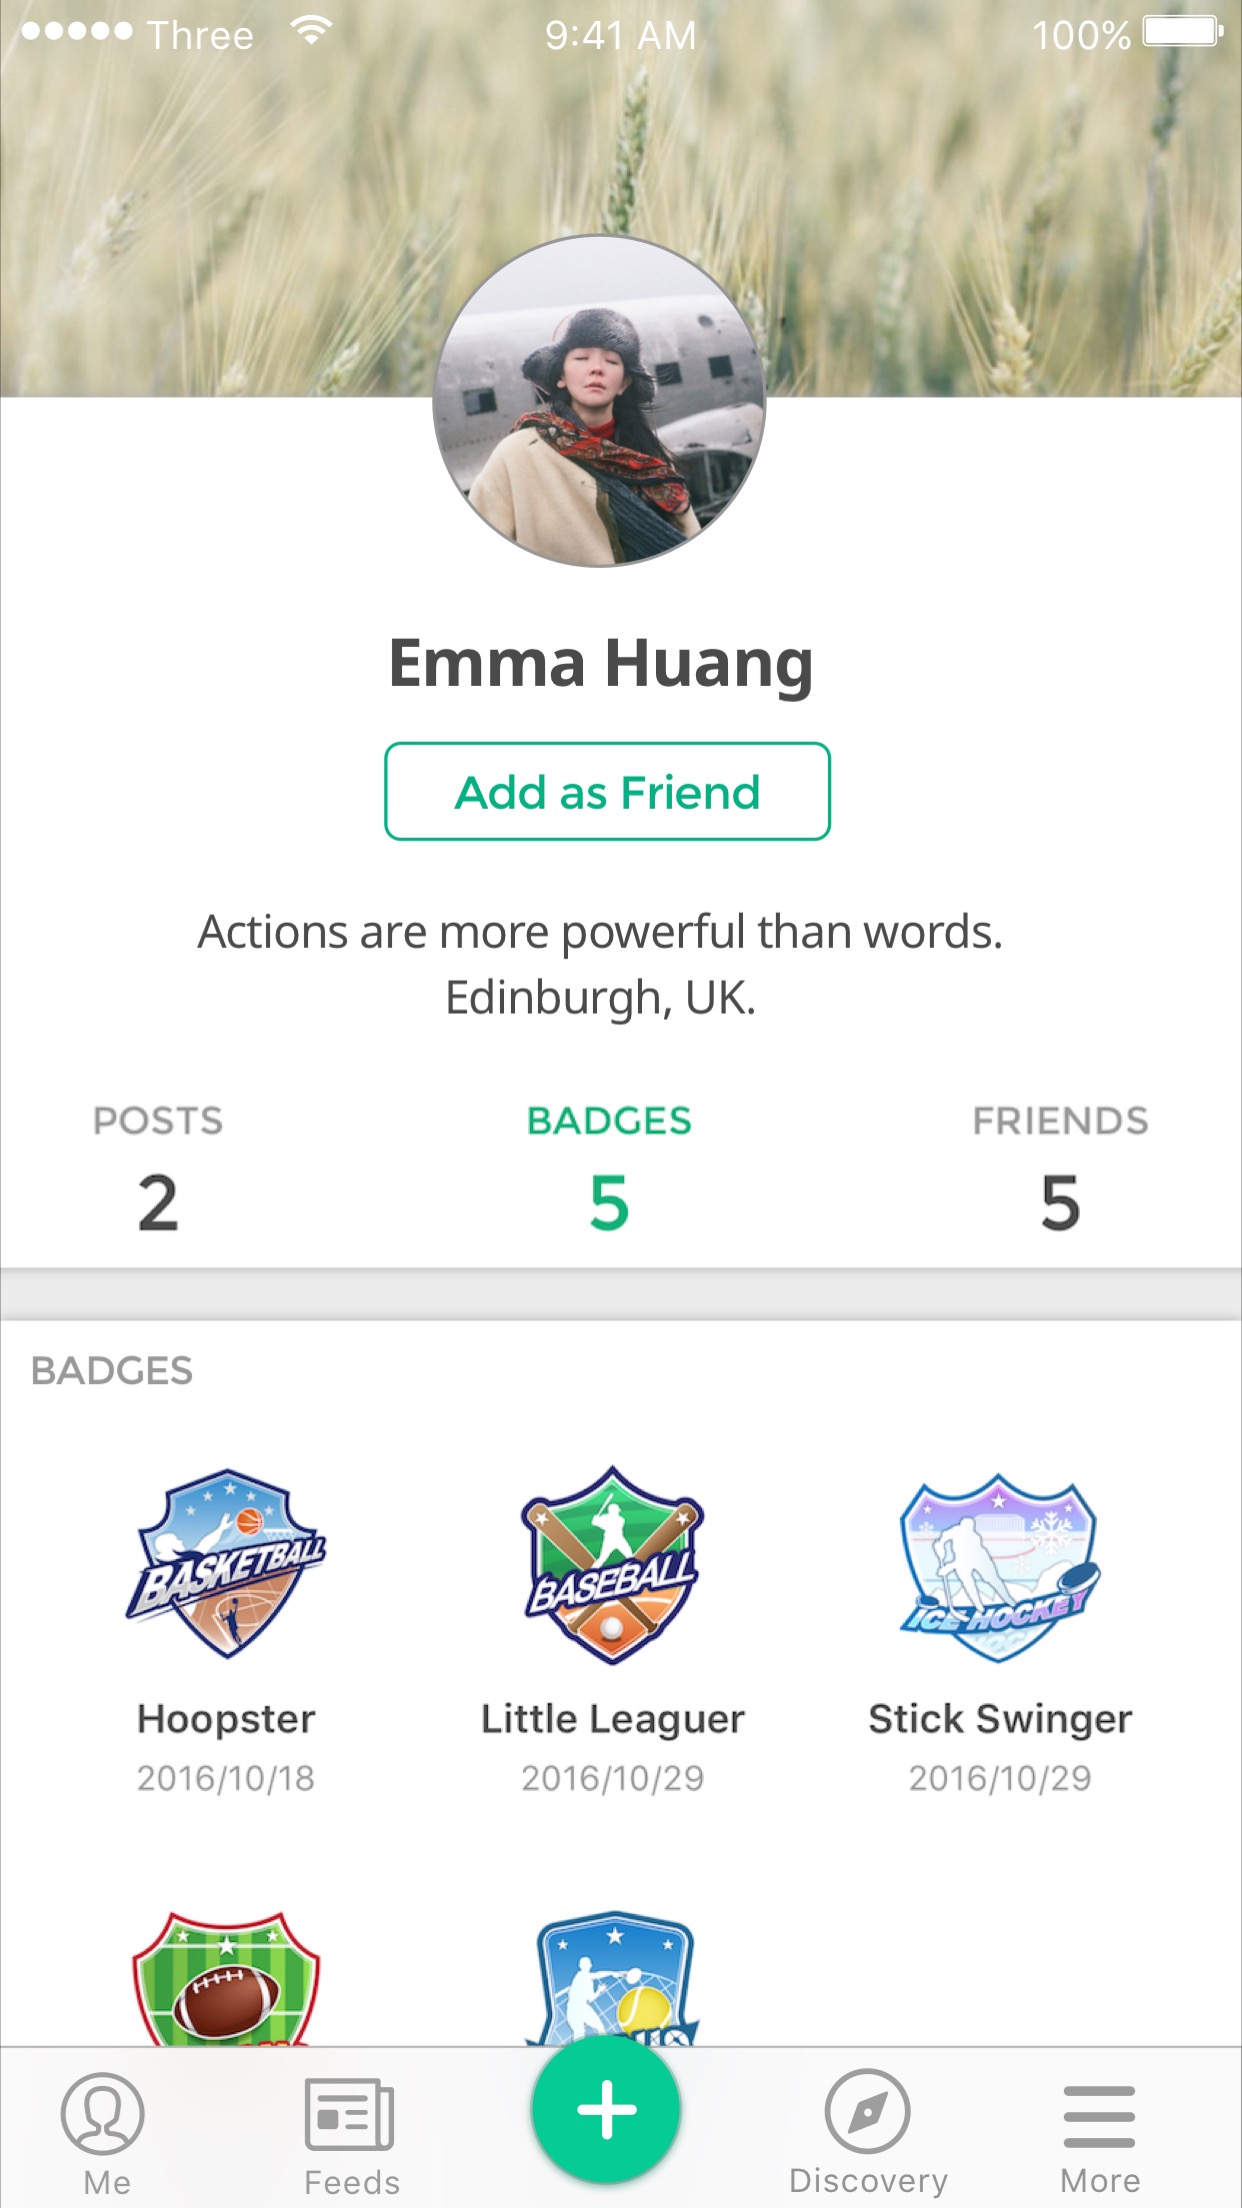 Three 9:41 AM 100%
Emma Huang
Add as Friend
Actions are more powerful than words.
Edinburgh, UK.
POSTS BADGES FRIENDS
2 5 5
BADGES
BASKETBALL BASEBALL ICE HOCKEY
Hoopster Little Leaguer Stick Swinger
2016/10/18 2016/10/29 2016/10/29
Me Feeds Discovery More